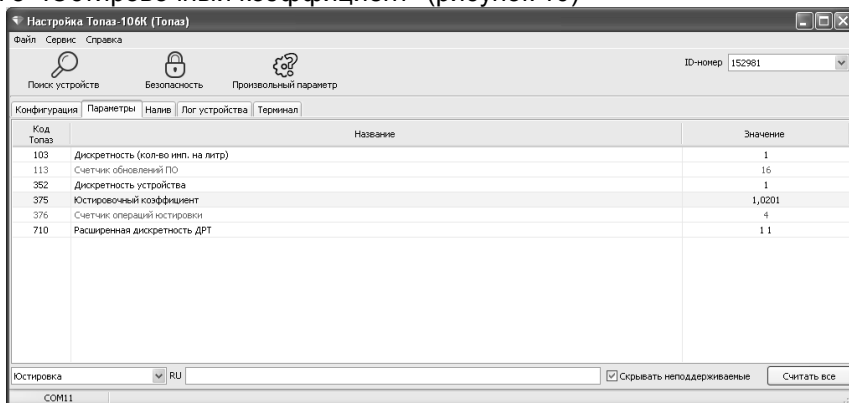 "Юстировочный коэффициент" (рисунок
Настройка Топаз-106К (Топаз)
Файл Сервис Справка
Поиск устройств Безопасность Произвольный параметр ID-номер 152981
Конфигурация Параметры Налив Лог устройства Терминал
Код Топаз Название Значение
103 Дискретность (кол-во имп. на литр) 1
113 Счетчик обновлений ПО 16
352 Дискретность устройства 1
375 Юстировочный коэффициент 1,0201
376 Счетчик операций юстировки 4
710 Расширенная дискретность ДРТ 1 1
Юстировка RU Скрывать неподдерживаемые Считать все
COM11